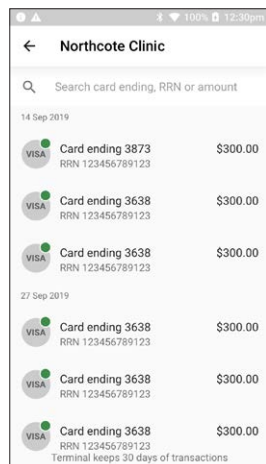 100% 12:30pm
Northcote Clinic
Search card ending, RRN or amount
14 Sep 2019
VISA Card ending 3873 $300.00
RRN 123456789123
VISA Card ending 3638 $300.00
RRN 123456789123
VISA Card ending 3638 $300.00
RRN 123456789123
27 Sep 2019
VISA Card ending 3638 $300.00
RRN 123456789123
VISA Card ending 3638 $300.00
RRN 123456789123
VISA Card ending 3638 $300.00
RRN 123456789123
Terminal keeps 30 days of transactions